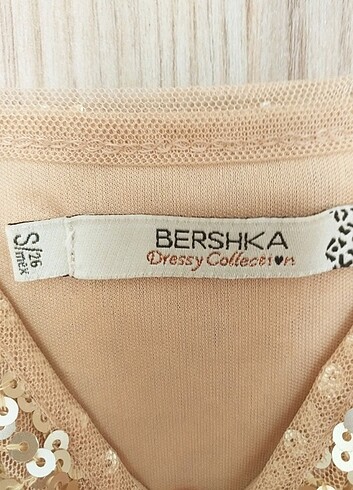 BERSHKA
Dressy Collection
S/26
mex